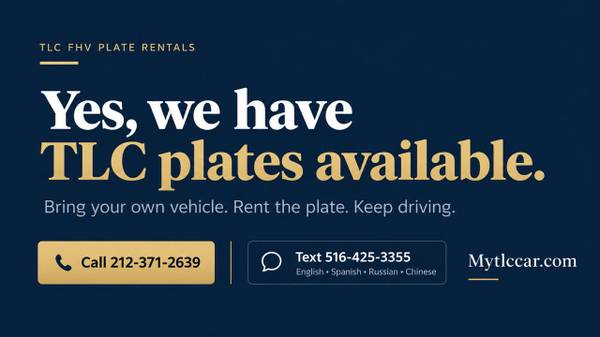 TLC FHV PLATE RENTALS
Yes, we have
TLC plates available.
Bring your own vehicle. Rent the plate. Keep driving.
Call 212-371-2639
Text 516-425-3355
English • Spanish • Russian • Chinese
Mytlccar.com